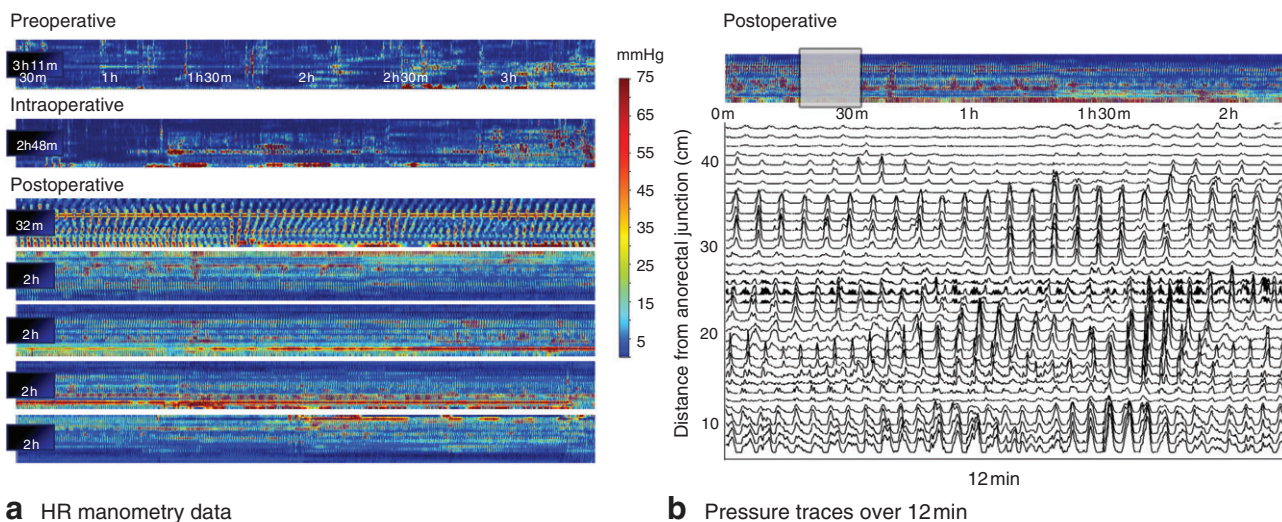 Preoperative
3h11m
30m 1h 1h30m 2h 2h30m 3h
Intraoperative
2h48m
Postoperative
32m
2h
2h
2h
2h
mmHg
75
65
55
45
35
25
15
5
a HR manometry data
Postoperative
0m 30m 1h 1h30m 2h
Distance from anorectal junction (cm)
40
30
20
10
12min
b Pressure traces over 12min